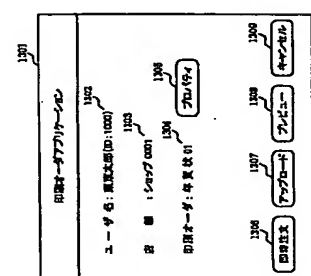 1301
印刷オーダアプリケーション
1302
ユーザ名:東京太郎(ID:1000)
1303
店舗:ショップ0001
1305
プロパティ
1304
印刷オーダ:年賀状01
1306
即時注文
1307
アップロード
1308
プレビュー
1309
キャンセル